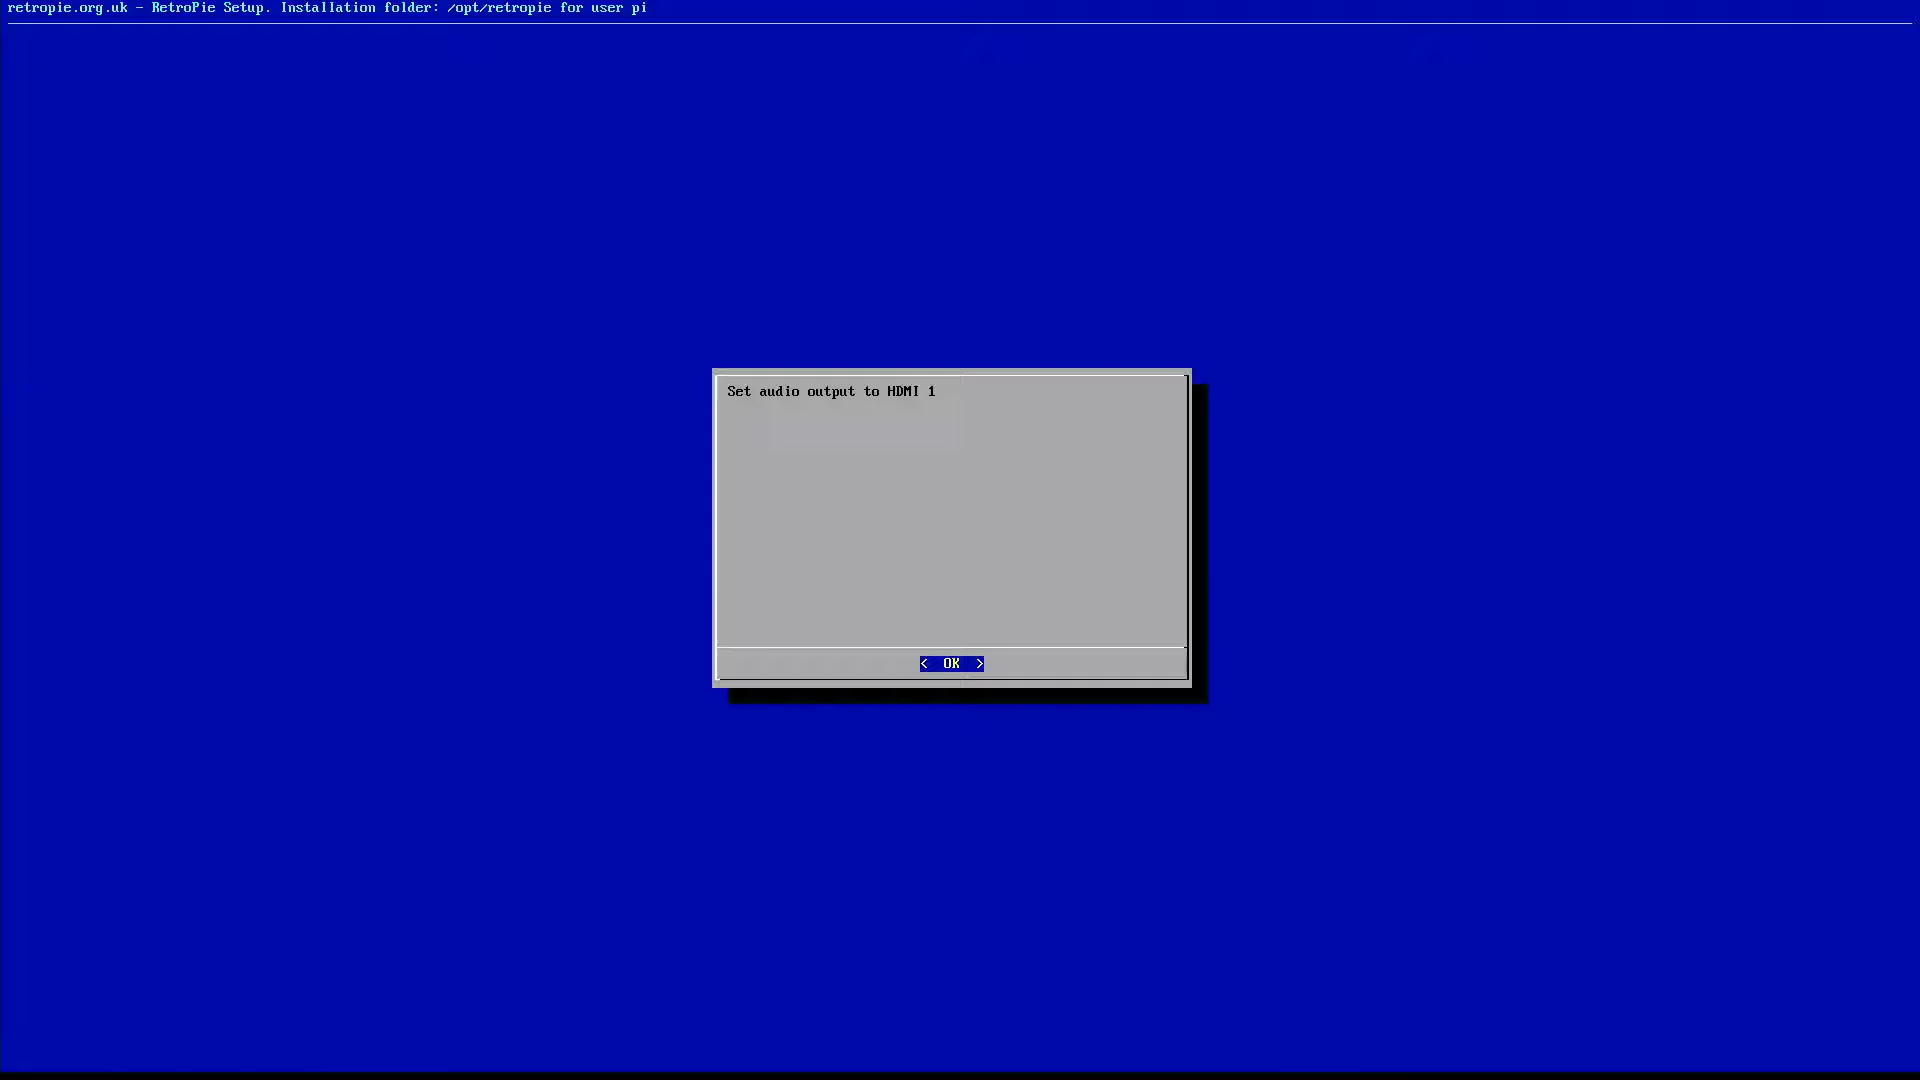 retropie.org.uk - RetroPie Setup. Installation folder: /opt/retropie for user pi
Set audio output to HDMI 1
< OK >